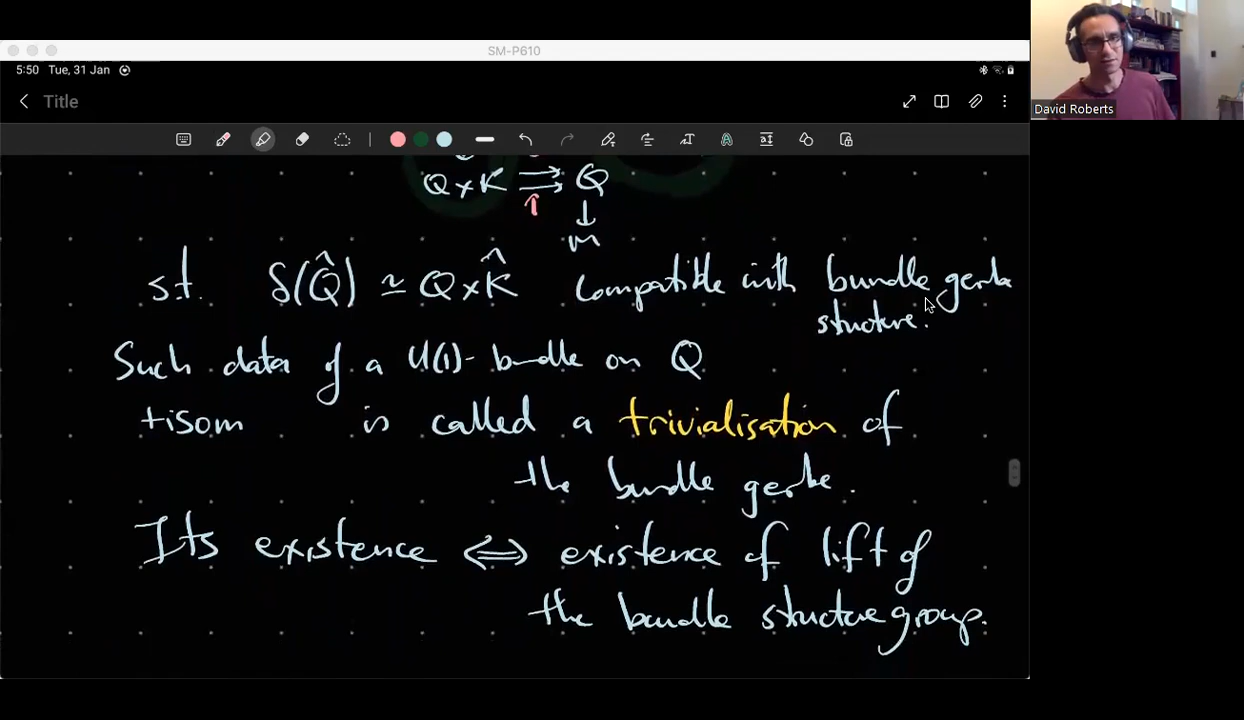 SM-P610
5:50 Tue, 31 Jan
Title
David Roberts
Q × K ⇉ Q
↑ ↓
M
s.t. δ(Q̂) ≃ Q × K̂ Compatible with bundle gerbe
structure.
Such data of a U(1)-bundle on Q
+isom is called a trivialisation of
the bundle gerbe.
Its existence ⟺ existence of lift of
the bundle structure group.